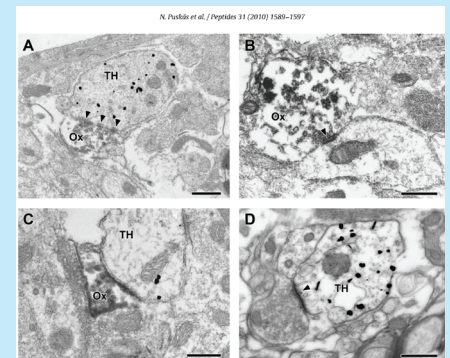 N. Puskás et al. / Peptides 31 (2010) 1589–1597
A
TH
Ox
B
Ox
C
TH
Ox
D
TH